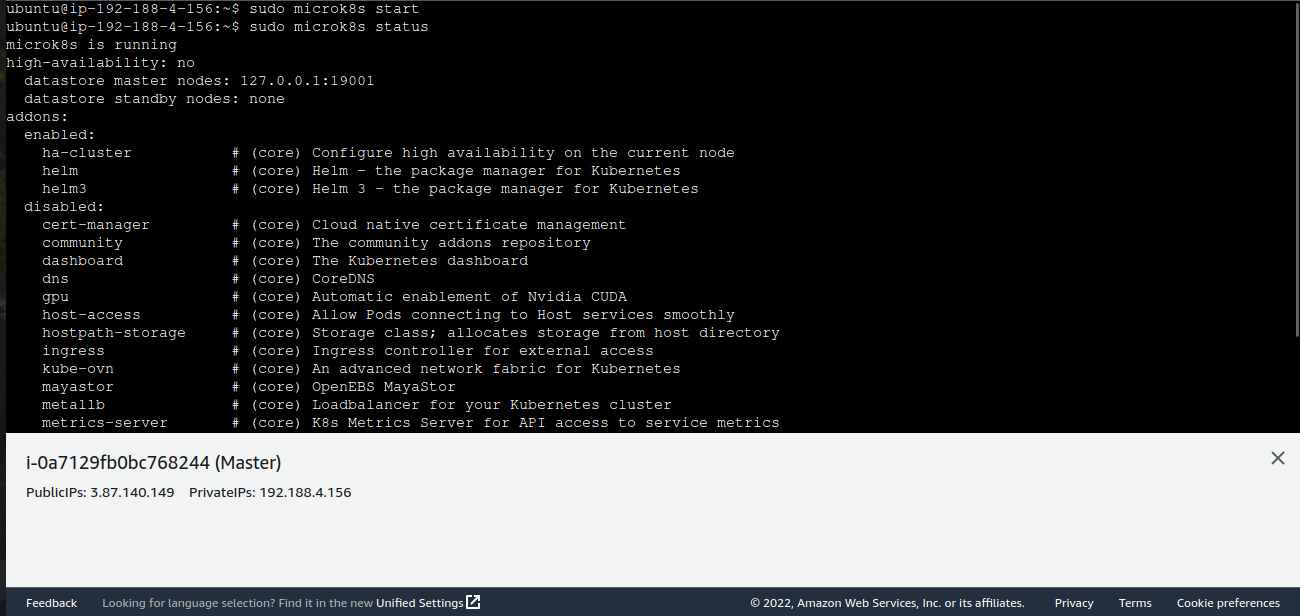 ubuntu@ip-192-188-4-156:~$ sudo microk8s start
ubuntu@ip-192-188-4-156:~$ sudo microk8s status
microk8s is running
high-availability: no
  datastore master nodes: 127.0.0.1:19001
  datastore standby nodes: none
addons:
  enabled:
    ha-cluster           # (core) Configure high availability on the current node
    helm                 # (core) Helm - the package manager for Kubernetes
    helm3                # (core) Helm 3 - the package manager for Kubernetes
  disabled:
    cert-manager         # (core) Cloud native certificate management
    community            # (core) The community addons repository
    dashboard            # (core) The Kubernetes dashboard
    dns                  # (core) CoreDNS
    gpu                  # (core) Automatic enablement of Nvidia CUDA
    host-access          # (core) Allow Pods connecting to Host services smoothly
    hostpath-storage     # (core) Storage class; allocates storage from host directory
    ingress              # (core) Ingress controller for external access
    kube-ovn             # (core) An advanced network fabric for Kubernetes
    mayastor             # (core) OpenEBS MayaStor
    metallb              # (core) Loadbalancer for your Kubernetes cluster
    metrics-server       # (core) K8s Metrics Server for API access to service metrics
i-0a7129fb0bc768244 (Master)
PublicIPs: 3.87.140.149 PrivateIPs: 192.188.4.156
Feedback Looking for language selection? Find it in the new Unified Settings © 2022, Amazon Web Services, Inc. or its affiliates. Privacy Terms Cookie preferences